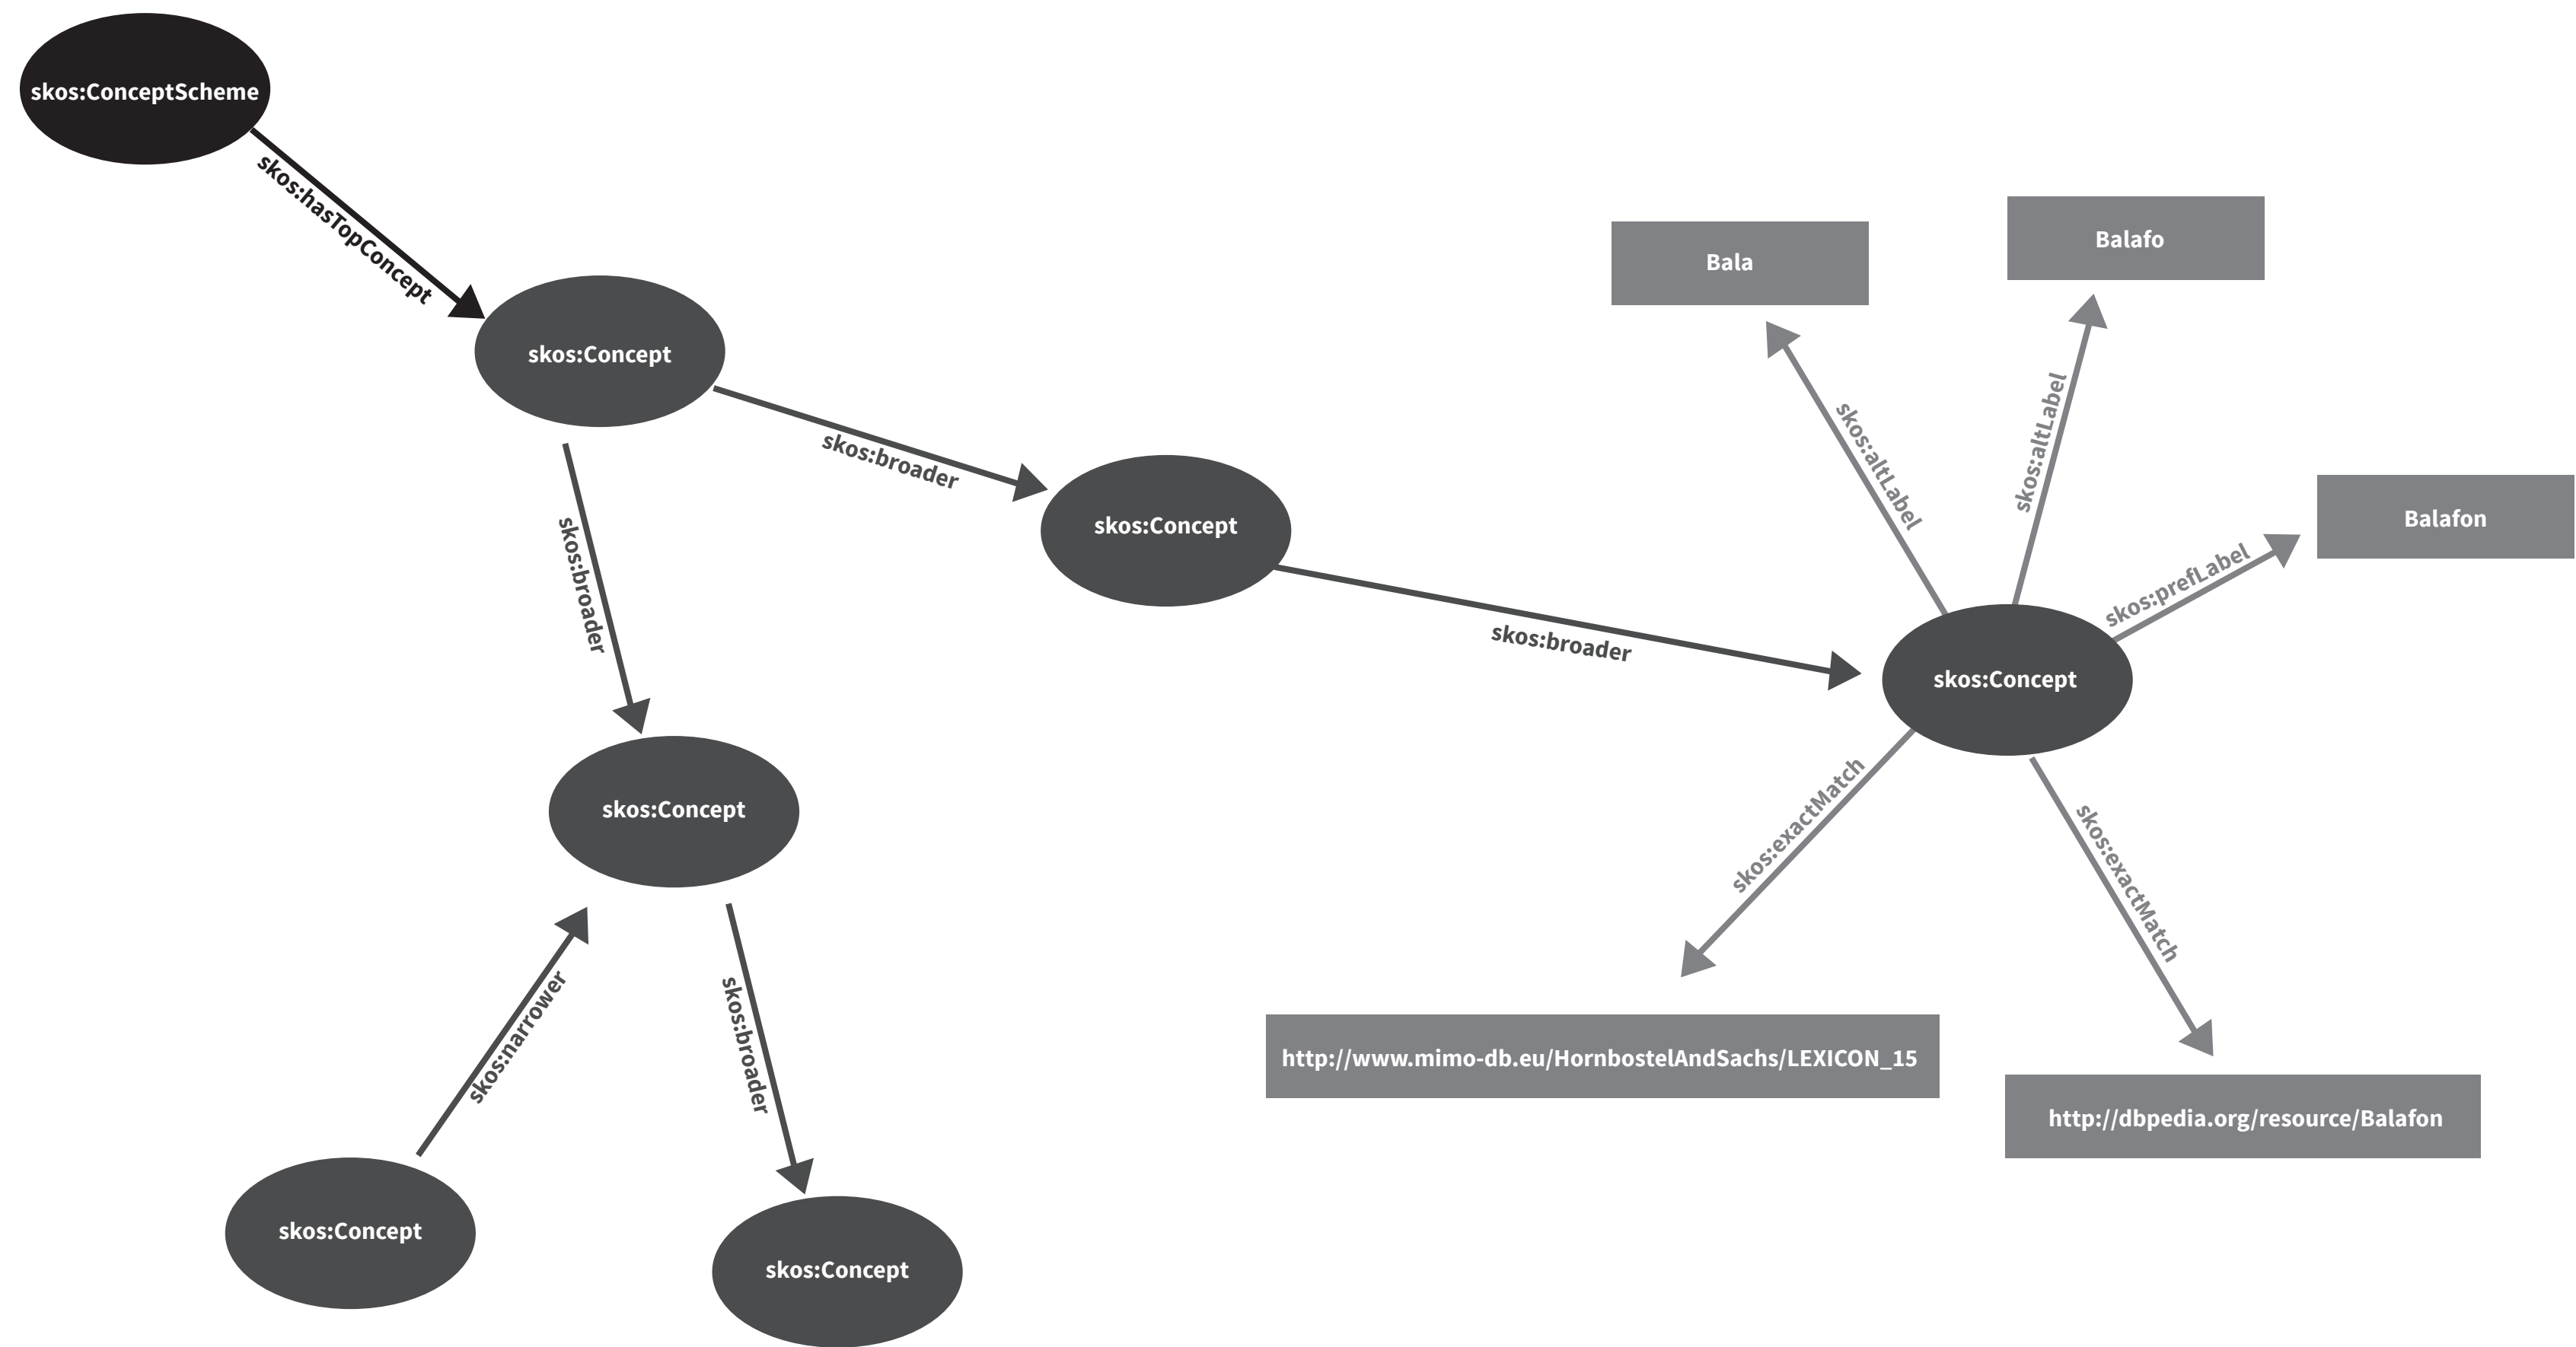 skos:ConceptScheme
skos:hasTopConcept
Bala
Balafo
skos:Concept
skos:altLabel
skos:altLabel
skos:broader
Balafon
skos:Concept
skos:prefLabel
skos:broader
skos:broader
skos:Concept
skos:Concept
skos:exactMatch
skos:exactMatch
skos:narrower
skos:broader
http://www.mimo-db.eu/HornbostelAndSachs/LEXICON_15
http://dbpedia.org/resource/Balafon
skos:Concept
skos:Concept